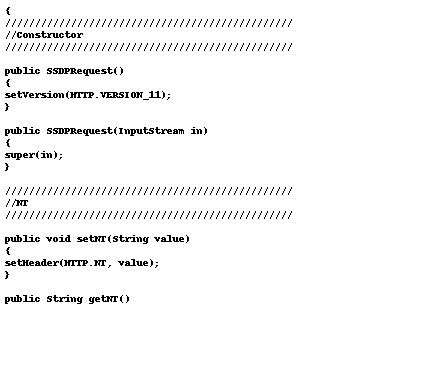 {
////////////////////////////////////////////////
//Constructor
////////////////////////////////////////////////
public SSDPRequest()
{
setVersion(HTTP.VERSION_11);
}
public SSDPRequest(InputStream in)
{
super(in);
}
////////////////////////////////////////////////
//NT
////////////////////////////////////////////////
public void setNT(String value)
{
setHeader(HTTP.NT, value);
}
public String getNT()